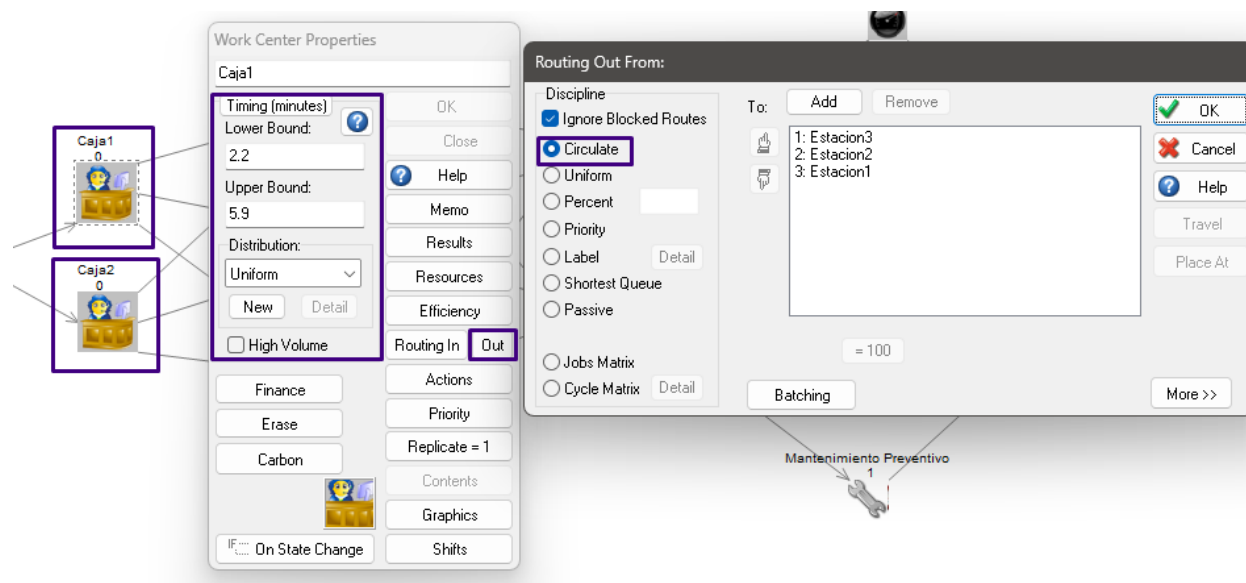 Caja1
0
Caja2
0
Work Center Properties
Caja1
Timing (minutes)
Lower Bound:
2.2
Upper Bound:
5.9
Distribution:
Uniform
New
Detail
High Volume
Finance
Erase
Carbon
IF
On State Change
OK
Close
Help
Memo
Results
Resources
Efficiency
Routing In
Out
Actions
Priority
Replicate = 1
Contents
Graphics
Shifts
Routing Out From:
Discipline
Ignore Blocked Routes
Circulate
Uniform
Percent
Priority
Label
Detail
Shortest Queue
Passive
Jobs Matrix
Cycle Matrix
Detail
To:
Add
Remove
1: Estacion3
2: Estacion2
3: Estacion1
= 100
Batching
OK
Cancel
Help
Travel
Place At
More >>
Mantenimiento Preventivo
1